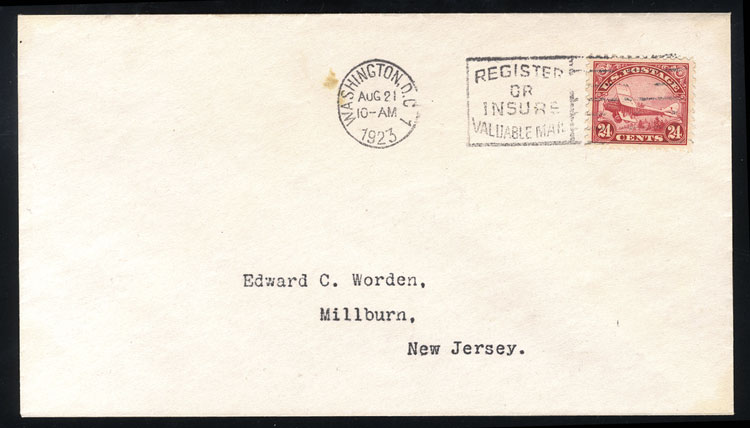 WASHINGTON, D.C. 7
AUG 21
10-AM
1923
REGISTER
OR
INSURE
VALUABLE MAIL
U.S. POSTAGE
24 24
CENTS
Edward C. Worden,
Millburn,
New Jersey.